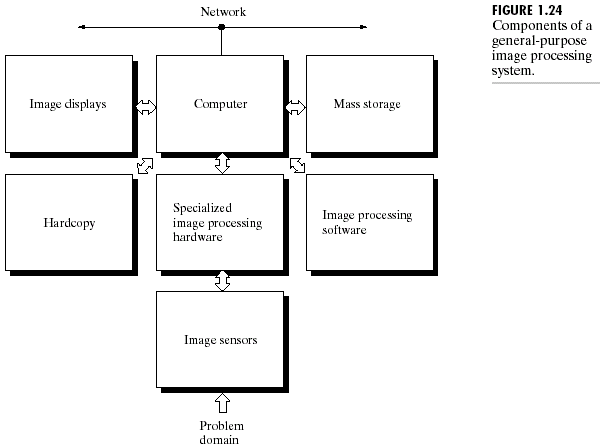 Network
FIGURE 1.24
Components of a
general-purpose
image processing
system.
Image displays
Computer
Mass storage
Hardcopy
Specialized
image processing
hardware
Image processing
software
Image sensors
Problem
domain